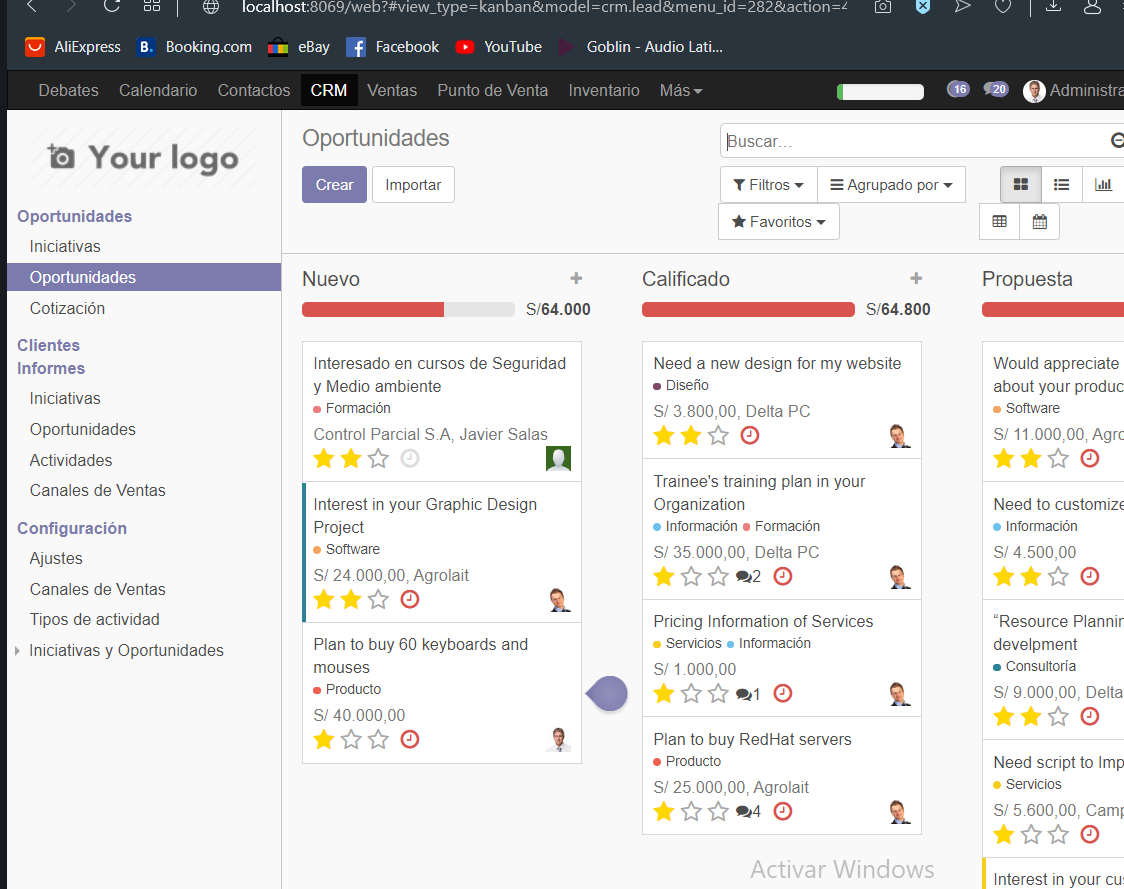 localhost:8069/web?#view_type=kanban&model=crm.lead&menu_id=282&action=4
AliExpress B. Booking.com eBay Facebook YouTube Goblin - Audio Lati...
Debates Calendario Contactos CRM Ventas Punto de Venta Inventario Más 16 20 Administra
Your logo
Oportunidades
Iniciativas
Oportunidades
Cotización
Clientes
Informes
Iniciativas
Oportunidades
Actividades
Canales de Ventas
Configuración
Ajustes
Canales de Ventas
Tipos de actividad
Iniciativas y Oportunidades
Oportunidades
Buscar...
Crear Importar
Filtros Agrupado por
Favoritos
Nuevo +
S/64.000
Interesado en cursos de Seguridad
y Medio ambiente
Formación
Control Parcial S.A, Javier Salas
Interest in your Graphic Design
Project
Software
S/ 24.000,00, Agrolait
Plan to buy 60 keyboards and
mouses
Producto
S/ 40.000,00
Calificado +
S/64.800
Need a new design for my website
Diseño
S/ 3.800,00, Delta PC
Trainee's training plan in your
Organization
Información Formación
S/ 35.000,00, Delta PC
2
Pricing Information of Services
Servicios Información
S/ 1.000,00
1
Plan to buy RedHat servers
Producto
S/ 25.000,00, Agrolait
4
Propuesta
Would appreciate
about your produc
Software
S/ 11.000,00, Agro
Need to customize
Información
S/ 4.500,00
“Resource Plannin
develpment
Consultoría
S/ 9.000,00, Delta
Need script to Imp
Servicios
S/ 5.600,00, Camp
Interest in your cus
Activar Windows